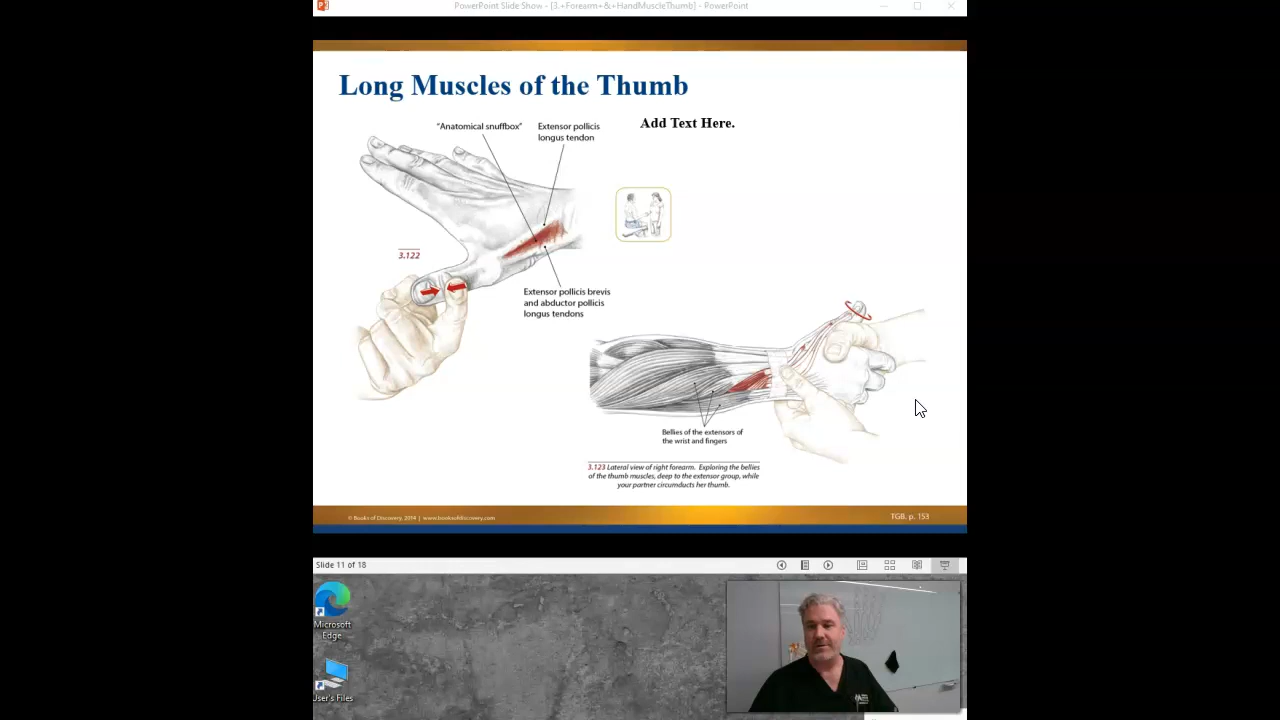 PowerPoint Slide Show - [3.+Forearm+&+HandMuscleThumb] - PowerPoint
Long Muscles of the Thumb
"Anatomical snuffbox"
Extensor pollicis
longus tendon
Add Text Here.
3.122
Extensor pollicis brevis
and abductor pollicis
longus tendons
Bellies of the extensors of
the wrist and fingers
3.123 Lateral view of right forearm. Exploring the bellies
of the thumb muscles, deep to the extensor group, while
your partner circumducts her thumb.
© Books of Discovery, 2014 | www.booksofdiscovery.com
TGB. p. 153
Slide 11 of 18
Microsoft
Edge
User's Files